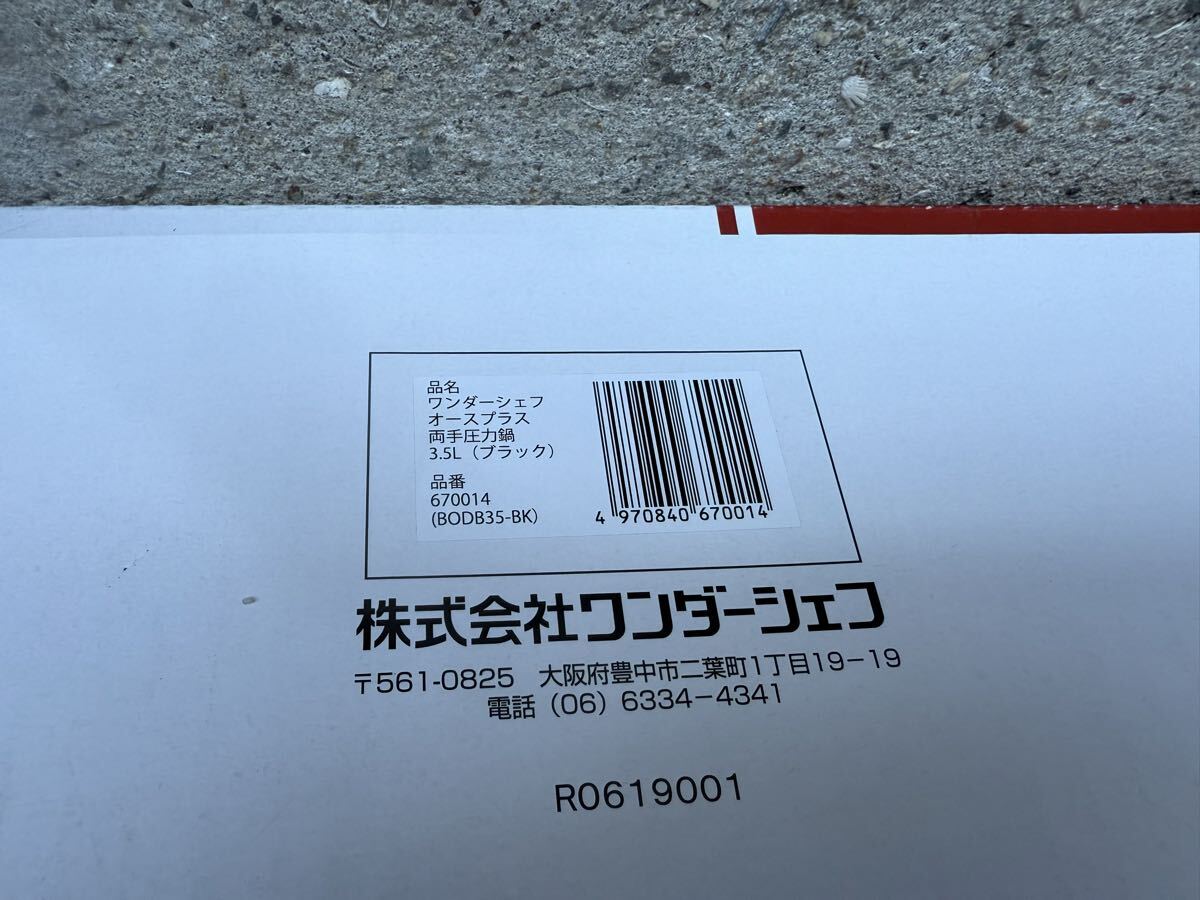 品名
ワンダーシェフ
オースプラス
両手圧力鍋
3.5L（ブラック）
品番
670014
(BODB35-BK)
4 970840 670014
株式会社ワンダーシェフ
〒561-0825 大阪府豊中市二葉町1丁目19-19
電話（06）6334-4341
R0619001